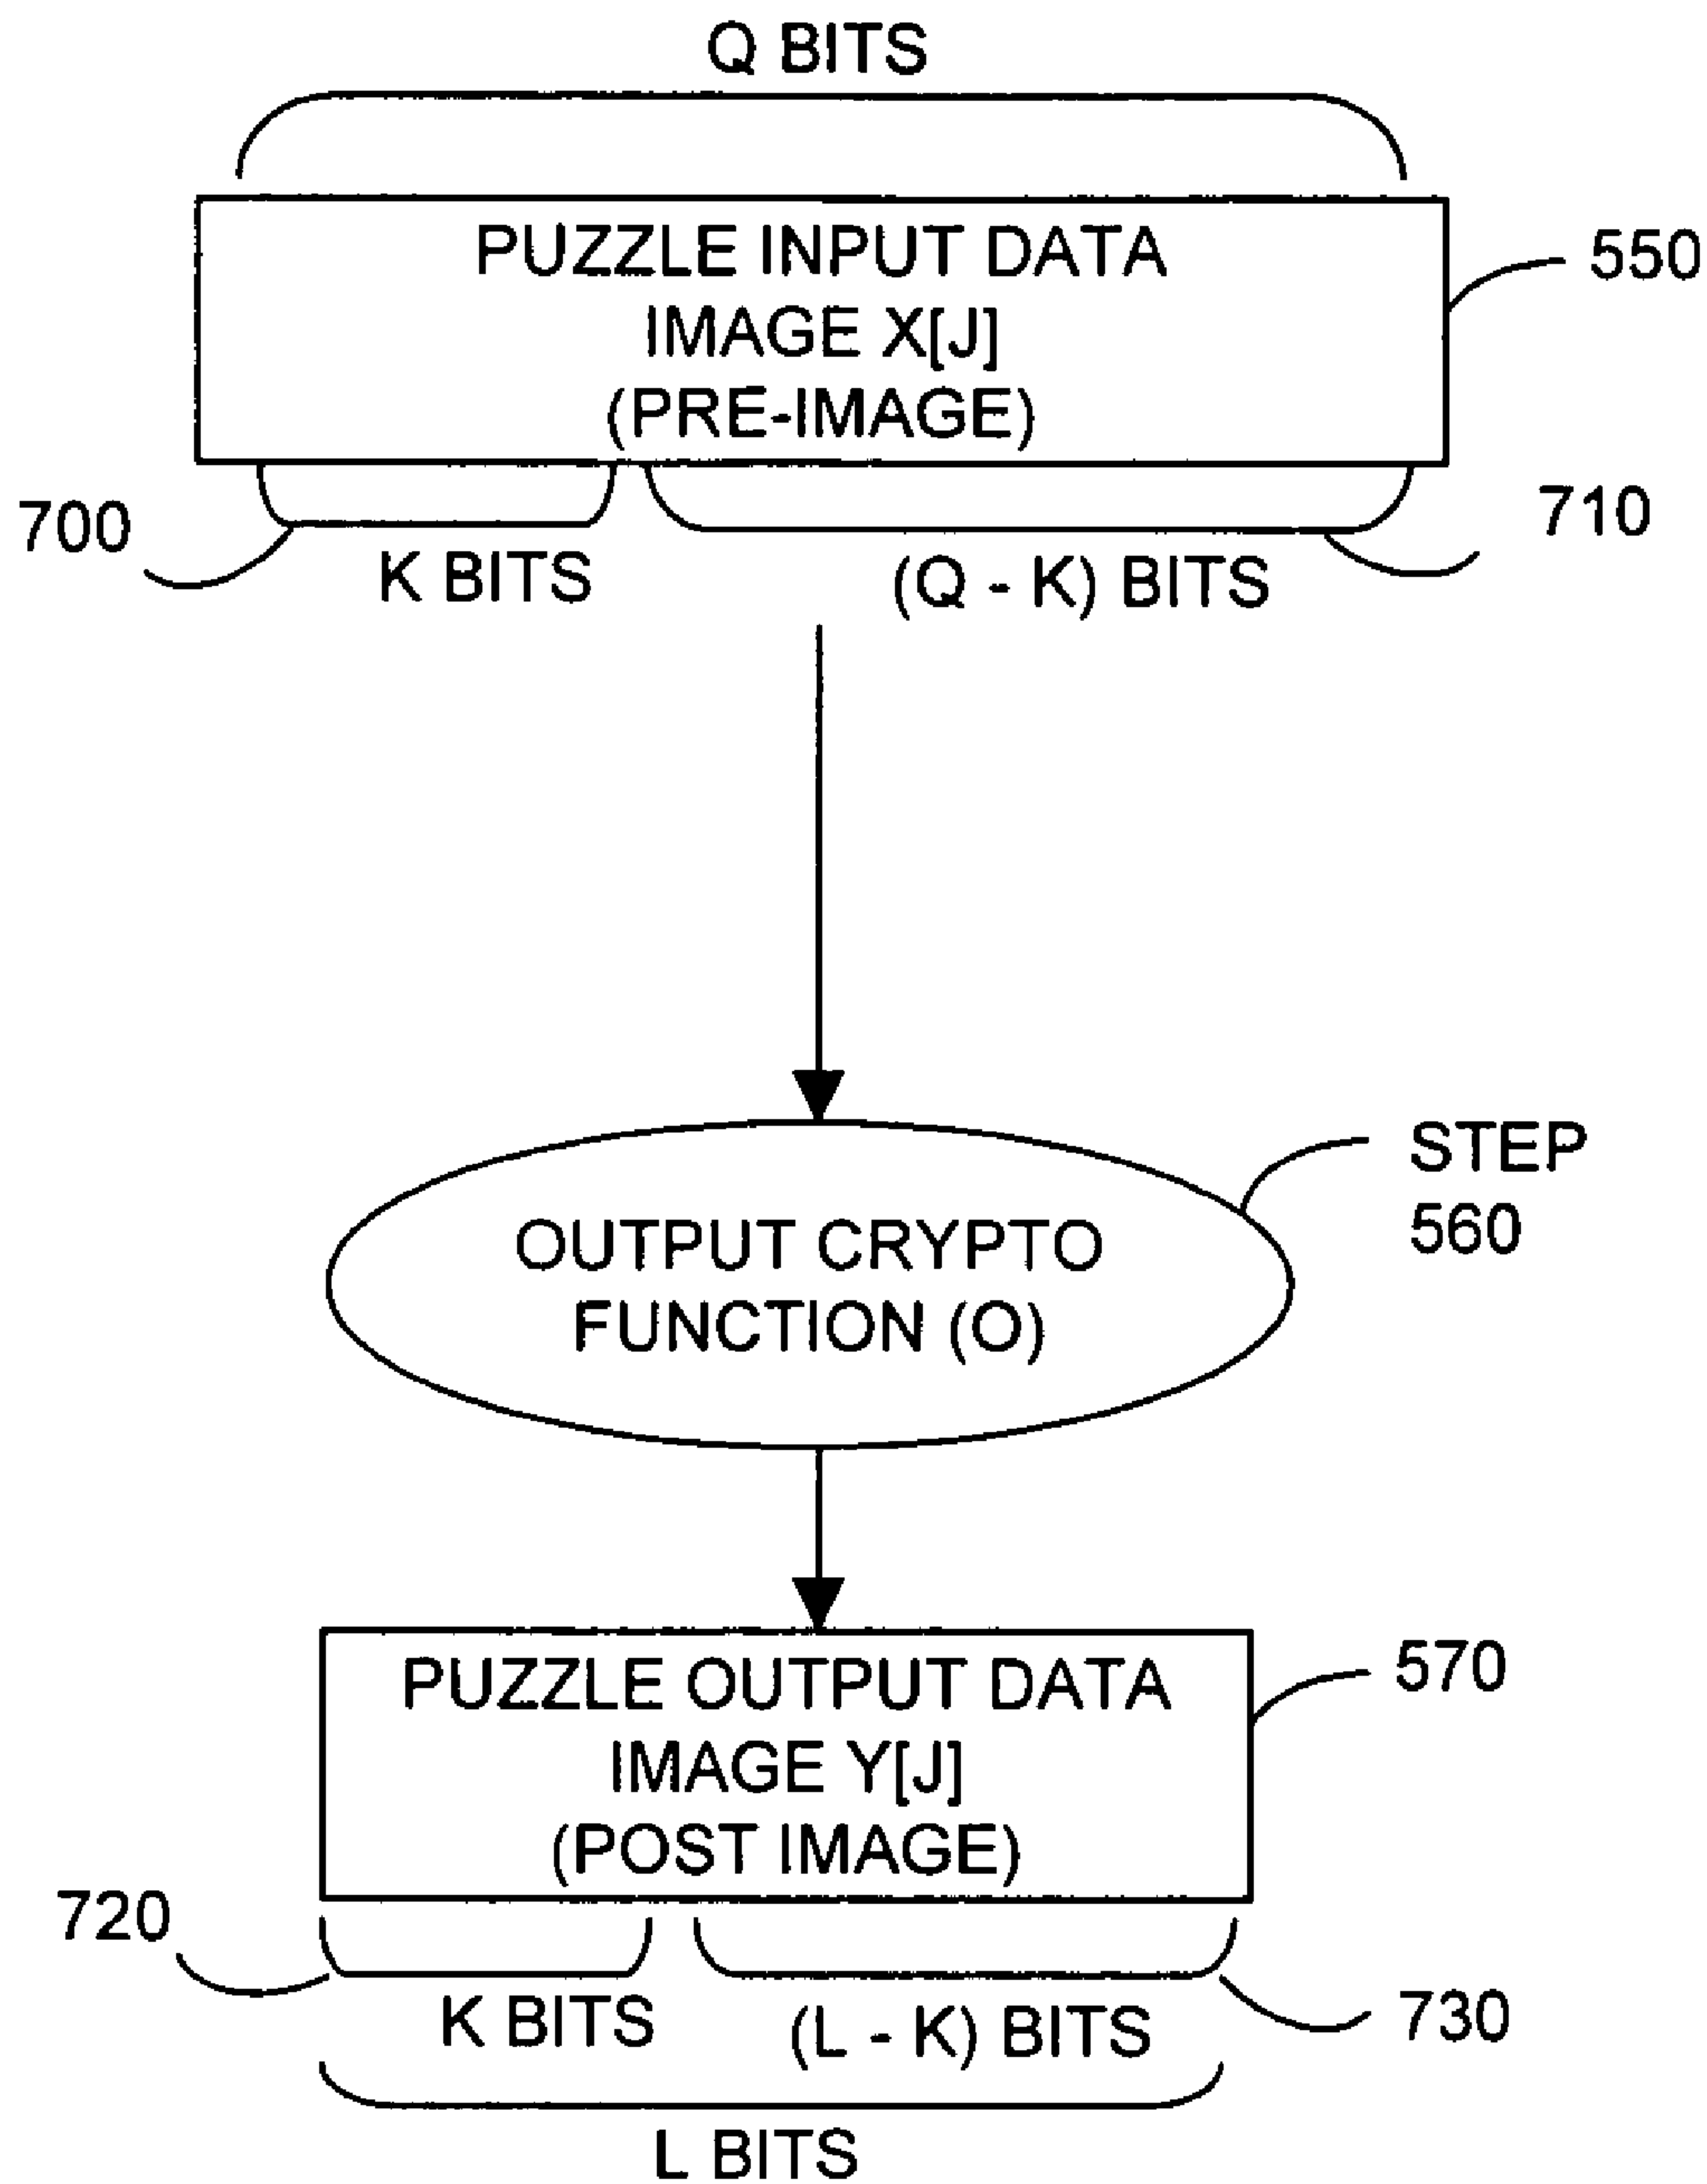 Q BITS
PUZZLE INPUT DATA
IMAGE X[J]
(PRE-IMAGE)
550
700
710
K BITS
(Q - K) BITS
STEP
560
OUTPUT CRYPTO
FUNCTION (O)
PUZZLE OUTPUT DATA
IMAGE Y[J]
(POST IMAGE)
570
720
730
K BITS
(L - K) BITS
L BITS